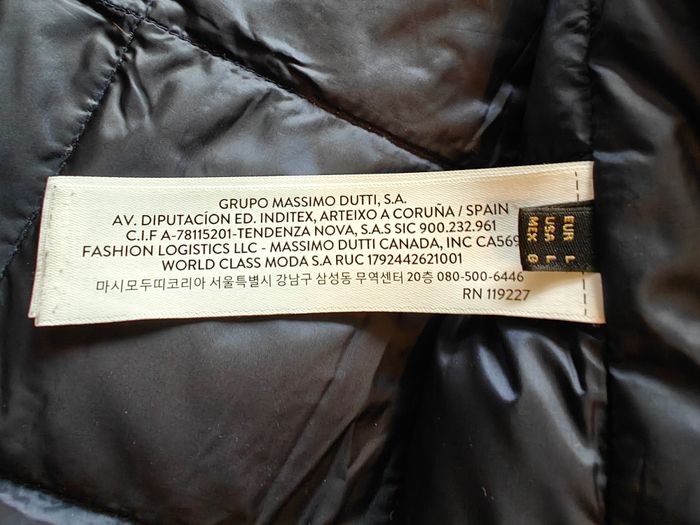 GRUPO MASSIMO DUTTI, S.A.
AV. DIPUTACÍON ED. INDITEX, ARTEIXO A CORUÑA / SPAIN
C.I.F A-78115201-TENDENZA NOVA, S.A.S SIC 900.232.961
FASHION LOGISTICS LLC - MASSIMO DUTTI CANADA, INC CA569
WORLD CLASS MODA S.A RUC 1792442621001
마시모두띠코리아 서울특별시 강남구 삼성동 무역센터 20층 080-500-6446
RN 119227
EUR L
USA L
MEX G